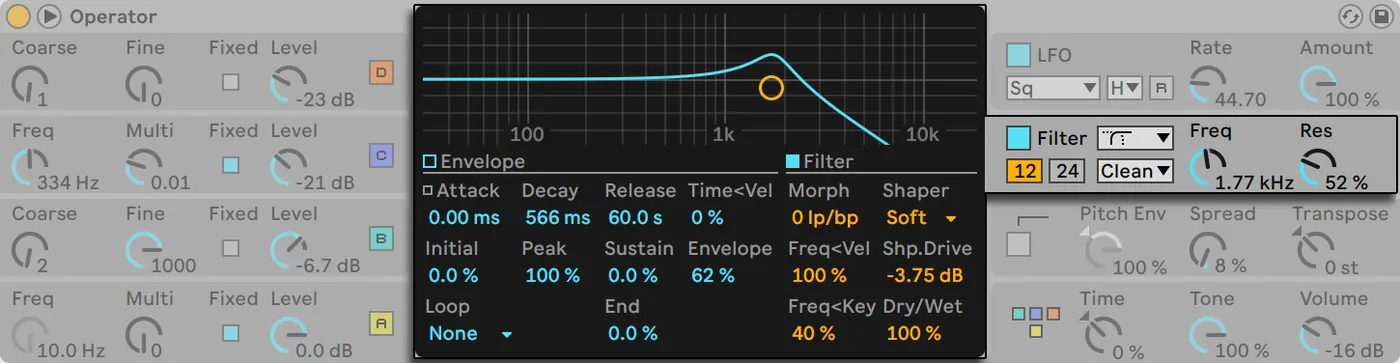 Operator
Coarse Fine Fixed Level
1 0 -23 dB D
Freq Multi Fixed Level
334 Hz 0.01 -21 dB C
Coarse Fine Fixed Level
2 1000 -6.7 dB B
Freq Multi Fixed Level
10.0 Hz 0 0.0 dB A
100 1k 10k
Envelope Filter
Attack Decay Release Time<Vel Morph Shaper
0.00 ms 566 ms 60.0 s 0 % 0 lp/bp Soft
Initial Peak Sustain Envelope Freq<Vel Shp.Drive
0.0 % 100 % 0.0 % 62 % 100 % -3.75 dB
Loop End Freq<Key Dry/Wet
None 0.0 % 40 % 100 %
LFO Rate Amount
Sq H R 44.70 100 %
Filter Freq Res
12 24 Clean 1.77 kHz 52 %
Pitch Env Spread Transpose
100 % 8 % 0 st
Time Tone Volume
0 % 100 % -16 dB